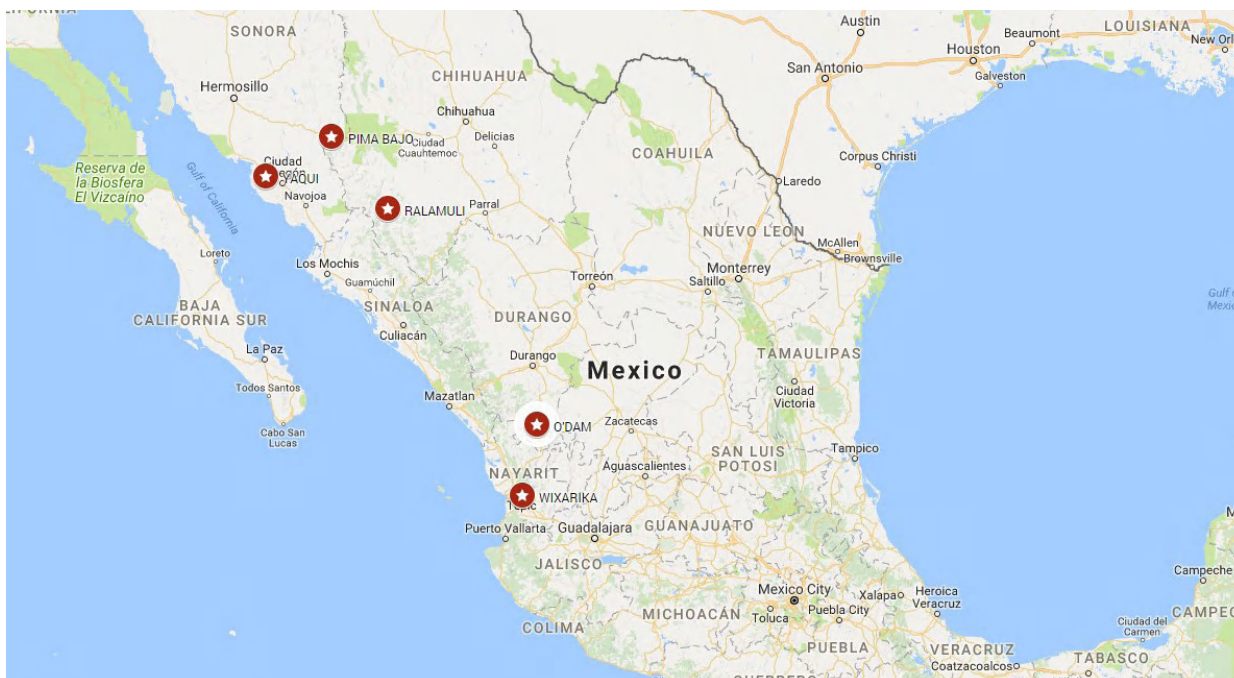 SONORA
Austin
LOUISIANA
Beaumont
New Orl
Houston
San Antonio
Galveston
CHIHUAHUA
Hermosillo
Chihuahua
PIMA BAJO
Ciudad
Cuauhtemoc
Delicias
COAHUILA
Corpus Christi
Reserva de
la Biosfera
El Vizcaíno
Gulf of California
Ciudad
YAQUI
Navojoa
Laredo
RALAMULI
Parral
NUEVO LEON
McAllen
Brownsville
Loreto
Los Mochis
Guamúchil
Torreón
Monterrey
Saltillo
Gulf o
Mexic
BAJA
CALIFORNIA SUR
SINALOA
Culiacán
DURANGO
La Paz
Durango
Mexico
TAMAULIPAS
Todos Santos
Mazatlan
Ciudad
Victoria
Cabo San
Lucas
O'DAM
Zacatecas
SAN LUIS
POTOSI
Tampico
NAYARIT
Aguascalientes
WIXARIKA
Puerto Vallarta
Guadalajara
GUANAJUATO
JALISCO
Campeche
Mexico City
Xalapa
Heroica
Veracruz
MICHOACÁN
Toluca
Puebla City
CAMPEC
COLIMA
Ciudad del
Carmen
PUEBLA
VERACRUZ
Coatzacoalcos
TABASCO